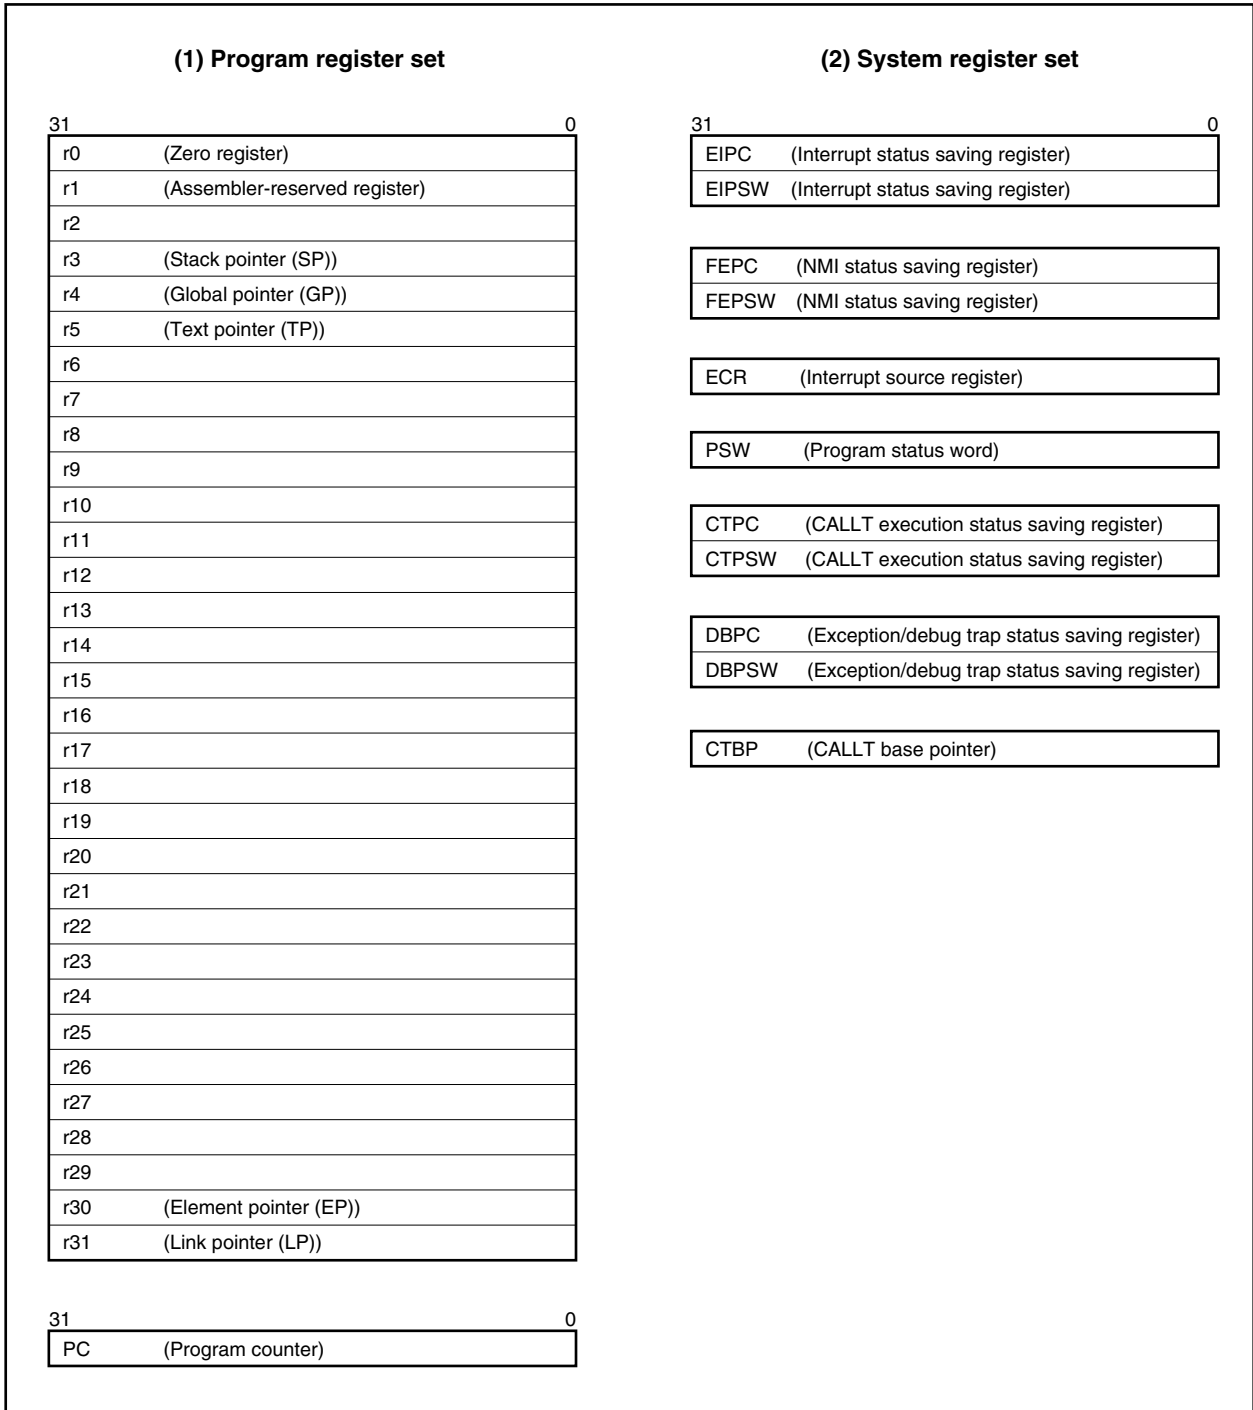 (1) Program register set
31 0
r0 (Zero register)
r1 (Assembler-reserved register)
r2
r3 (Stack pointer (SP))
r4 (Global pointer (GP))
r5 (Text pointer (TP))
r6
r7
r8
r9
r10
r11
r12
r13
r14
r15
r16
r17
r18
r19
r20
r21
r22
r23
r24
r25
r26
r27
r28
r29
r30 (Element pointer (EP))
r31 (Link pointer (LP))
31 0
PC (Program counter)
(2) System register set
31 0
EIPC (Interrupt status saving register)
EIPSW (Interrupt status saving register)
FEPC (NMI status saving register)
FEPSW (NMI status saving register)
ECR (Interrupt source register)
PSW (Program status word)
CTPC (CALLT execution status saving register)
CTPSW (CALLT execution status saving register)
DBPC (Exception/debug trap status saving register)
DBPSW (Exception/debug trap status saving register)
CTBP (CALLT base pointer)